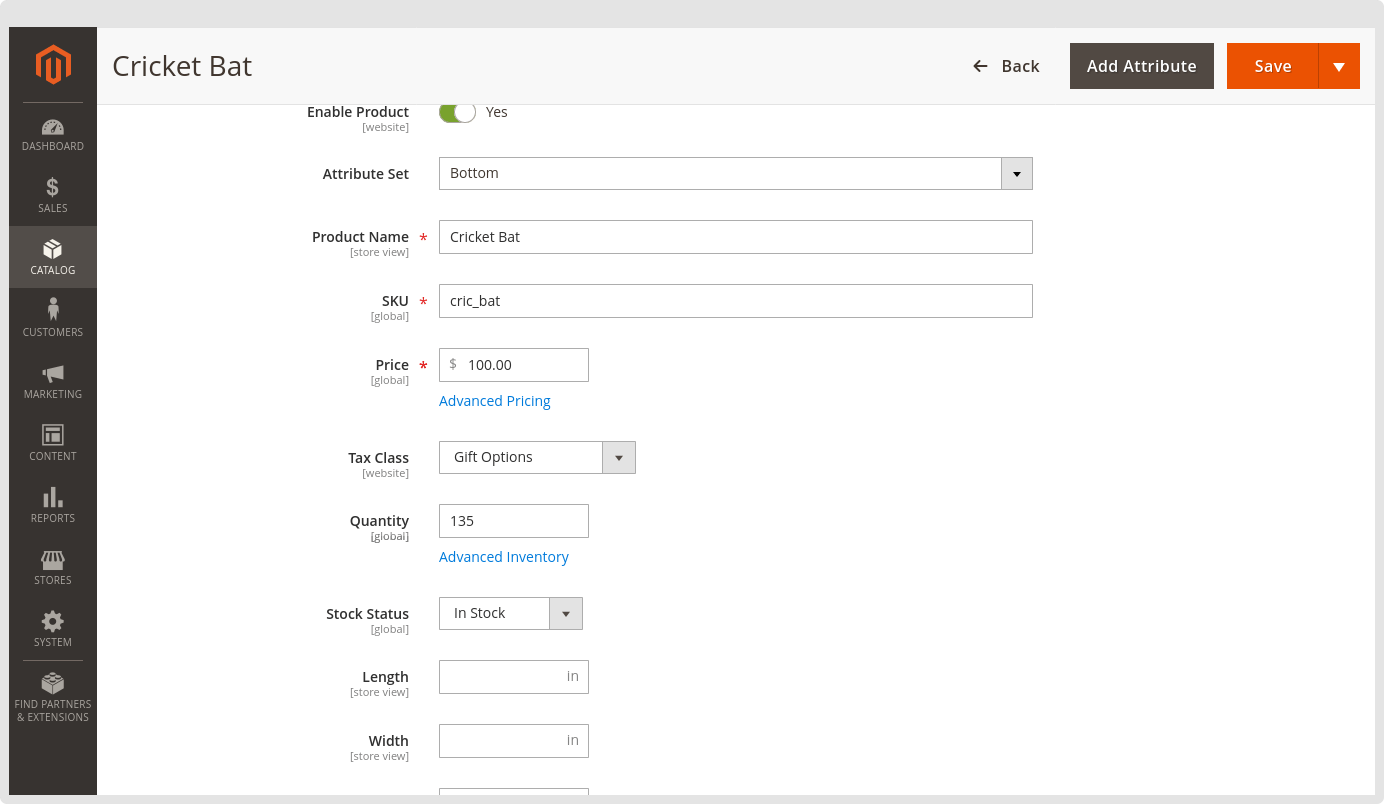 Cricket Bat
Back
Add Attribute
Save
DASHBOARD
SALES
CATALOG
CUSTOMERS
MARKETING
CONTENT
REPORTS
STORES
SYSTEM
FIND PARTNERS
& EXTENSIONS
Enable Product
[website]
Yes
Attribute Set
Bottom
Product Name *
[store view]
Cricket Bat
SKU *
[global]
cric_bat
Price *
[global]
$ 100.00
Advanced Pricing
Tax Class
[website]
Gift Options
Quantity
[global]
135
Advanced Inventory
Stock Status
[global]
In Stock
Length
[store view]
in
Width
[store view]
in